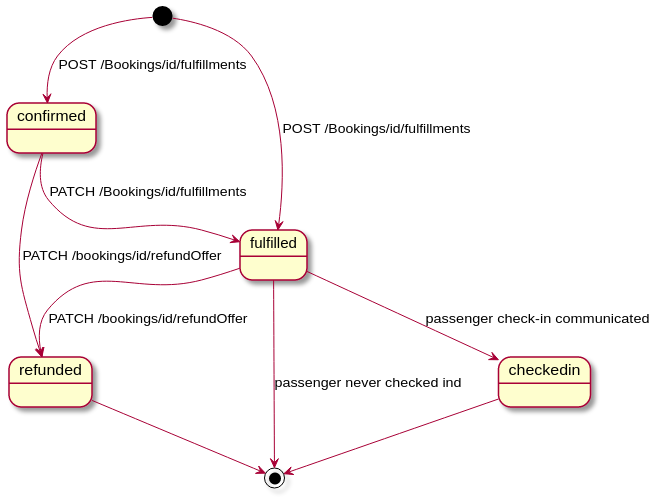 POST /Bookings/id/fulfillments
confirmed
POST /Bookings/id/fulfillments
PATCH /Bookings/id/fulfillments
fulfilled
PATCH /bookings/id/refundOffer
PATCH /bookings/id/refundOffer
passenger check-in communicated
refunded
checkedin
passenger never checked ind